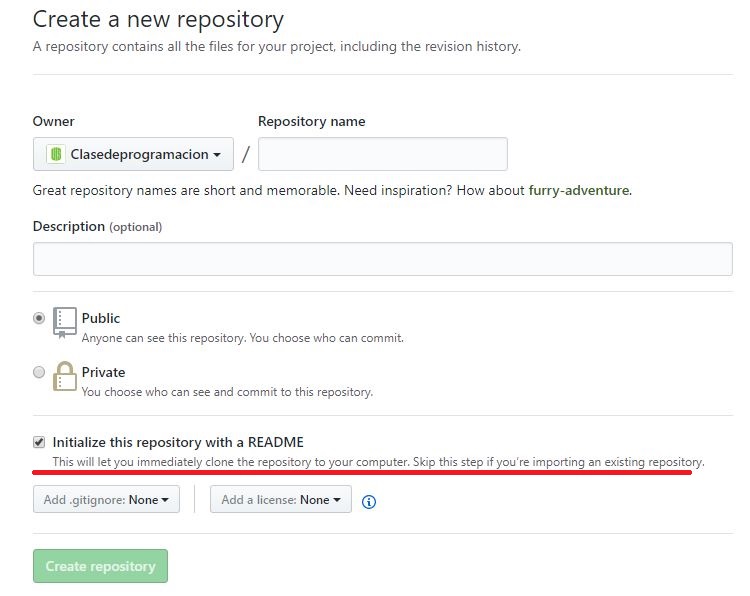 Create a new repository
A repository contains all the files for your project, including the revision history.
Owner
Repository name
Clasedeprogramacion
/
Great repository names are short and memorable. Need inspiration? How about furry-adventure.
Description (optional)
Public
Anyone can see this repository. You choose who can commit.
Private
You choose who can see and commit to this repository.
Initialize this repository with a README
This will let you immediately clone the repository to your computer. Skip this step if you're importing an existing repository.
Add .gitignore: None
Add a license: None
Create repository